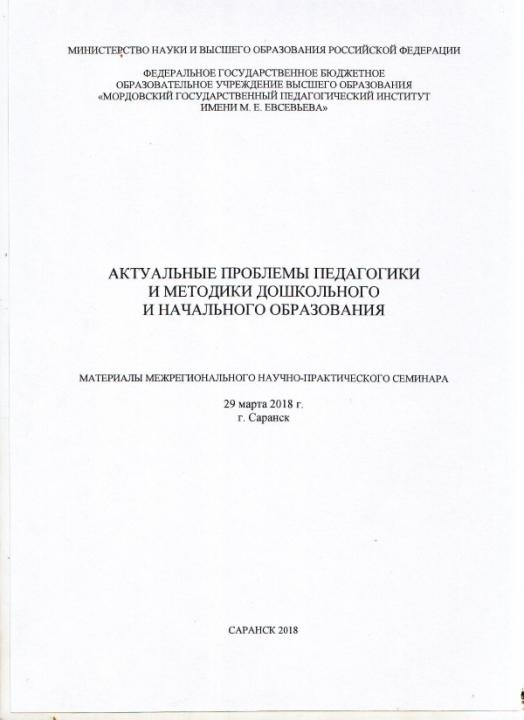 МИНИСТЕРСТВО НАУКИ И ВЫСШЕГО ОБРАЗОВАНИЯ РОССИЙСКОЙ ФЕДЕРАЦИИ
ФЕДЕРАЛЬНОЕ ГОСУДАРСТВЕННОЕ БЮДЖЕТНОЕ
ОБРАЗОВАТЕЛЬНОЕ УЧРЕЖДЕНИЕ ВЫСШЕГО ОБРАЗОВАНИЯ
«МОРДОВСКИЙ ГОСУДАРСТВЕННЫЙ ПЕДАГОГИЧЕСКИЙ ИНСТИТУТ
ИМЕНИ М. Е. ЕВСЕВЬЕВА»
АКТУАЛЬНЫЕ ПРОБЛЕМЫ ПЕДАГОГИКИ
И МЕТОДИКИ ДОШКОЛЬНОГО
И НАЧАЛЬНОГО ОБРАЗОВАНИЯ
МАТЕРИАЛЫ МЕЖРЕГИОНАЛЬНОГО НАУЧНО-ПРАКТИЧЕСКОГО СЕМИНАРА
29 марта 2018 г.
г. Саранск
САРАНСК 2018